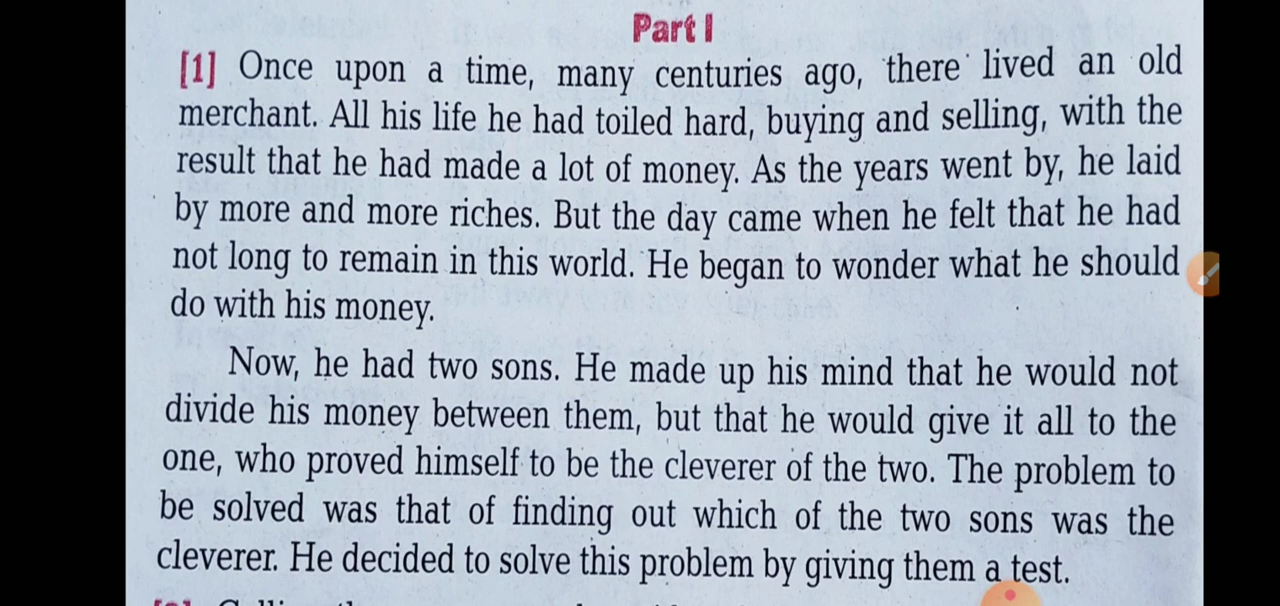 Part I
[1] Once upon a time, many centuries ago, there lived an old
merchant. All his life he had toiled hard, buying and selling, with the
result that he had made a lot of money. As the years went by, he laid
by more and more riches. But the day came when he felt that he had
not long to remain in this world. He began to wonder what he should
do with his money.
Now, he had two sons. He made up his mind that he would not
divide his money between them, but that he would give it all to the
one, who proved himself to be the cleverer of the two. The problem to
be solved was that of finding out which of the two sons was the
cleverer. He decided to solve this problem by giving them a test.